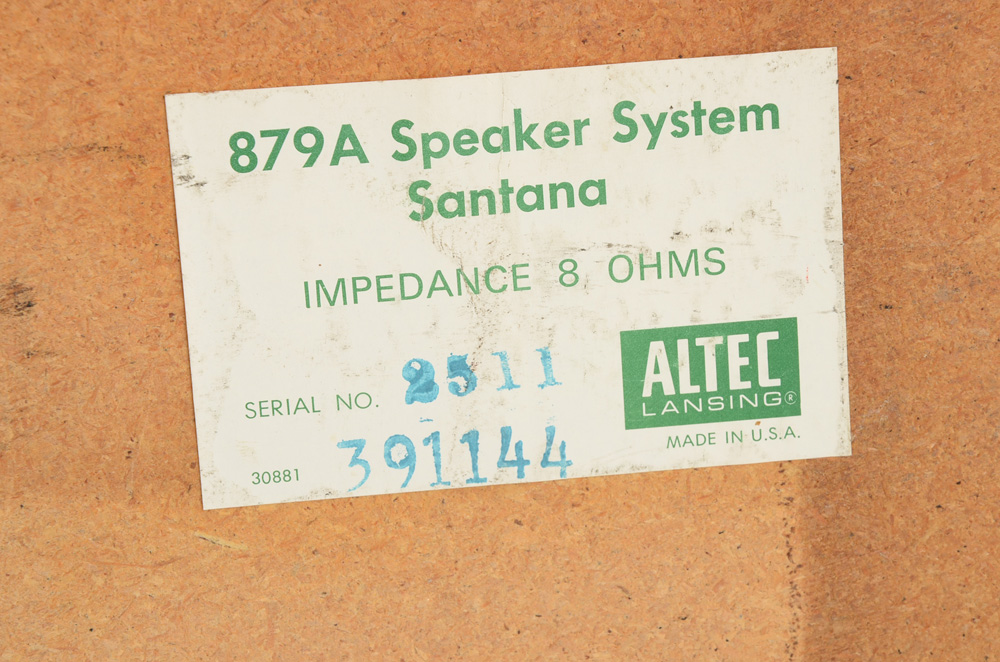 879A Speaker System
Santana
IMPEDANCE 8 OHMS
SERIAL NO. 2511
391144
30881
ALTEC
LANSING®
MADE IN U.S.A.